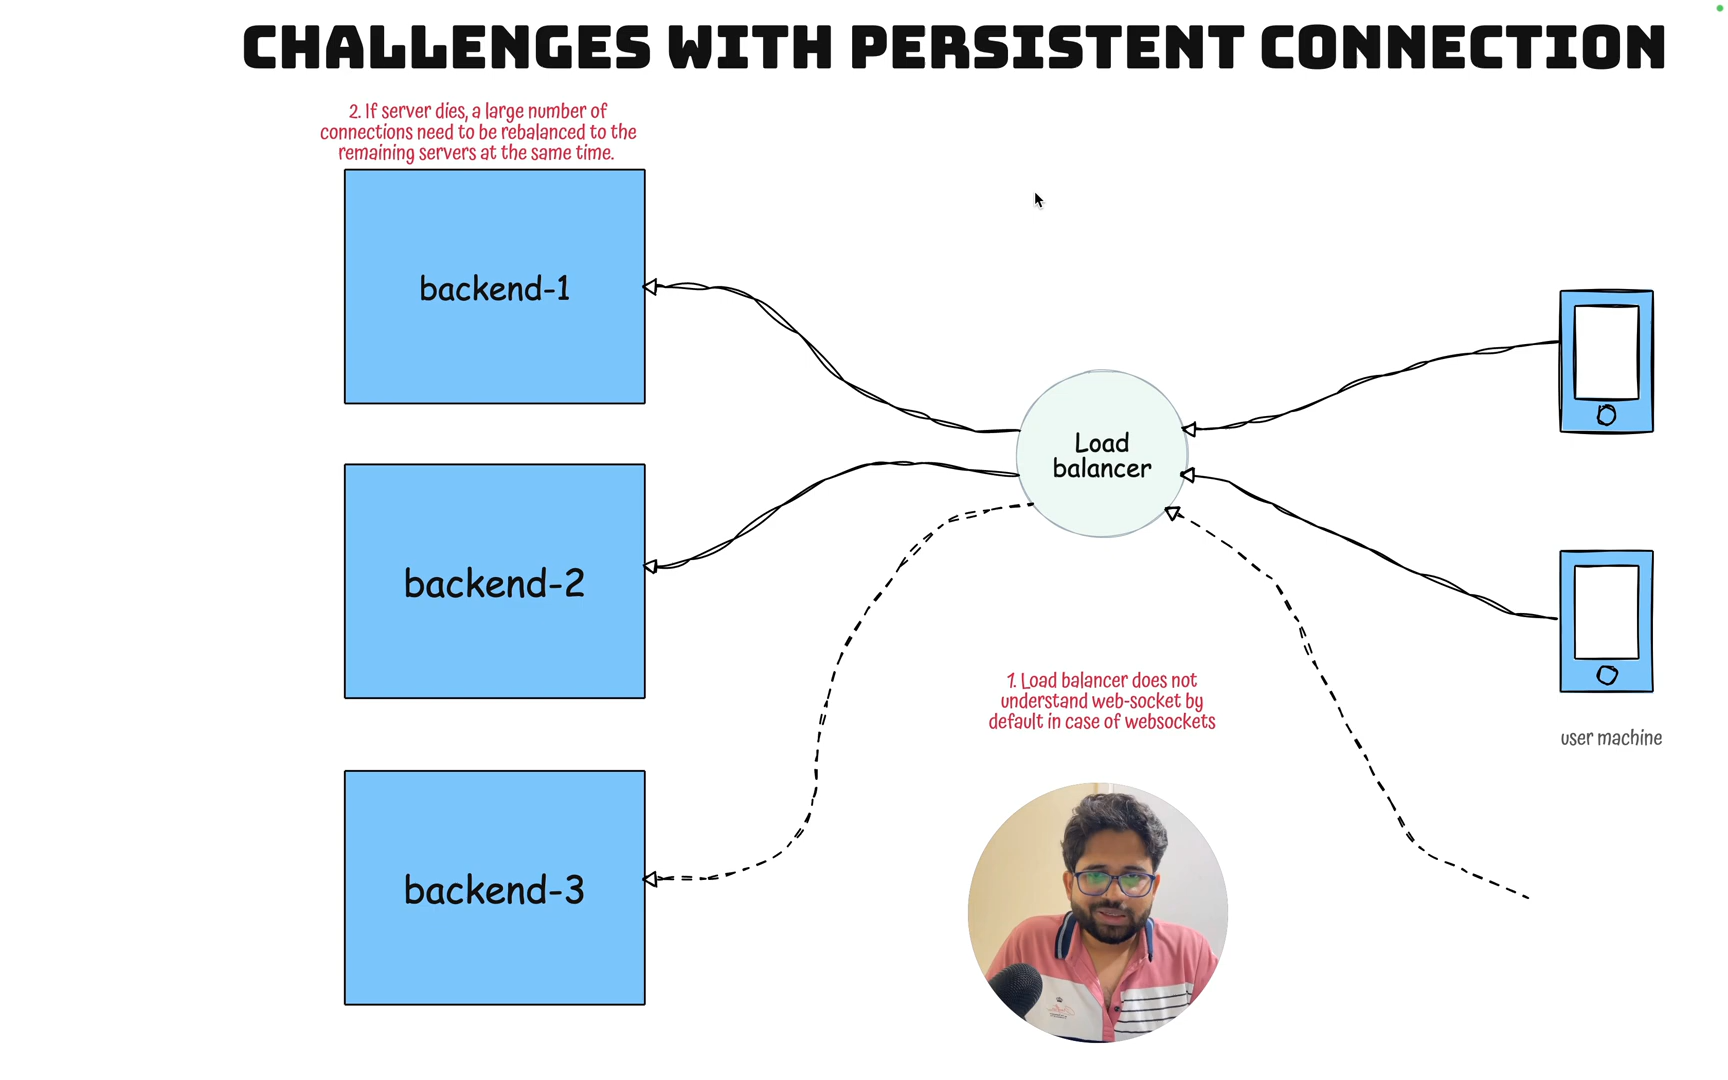 CHALLENGES WITH PERSISTENT CONNECTION
2. If server dies, a large number of
connections need to be rebalanced to the
remaining servers at the same time.
backend-1
Load
balancer
backend-2
1. Load balancer does not
understand web-socket by
default in case of websockets
user machine
backend-3